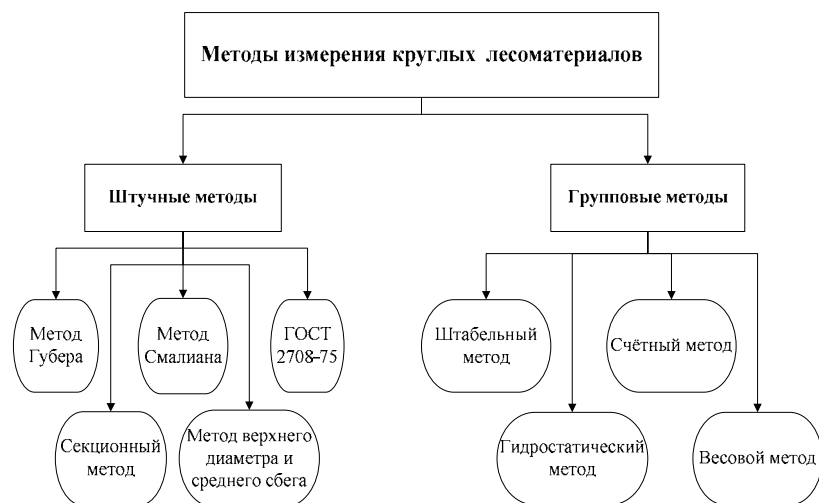 Методы измерения круглых лесоматериалов
Штучные методы
Групповые методы
Метод
Губера
Метод
Смалиана
ГОСТ
2708-75
Секционный
метод
Метод верхнего
диаметра и
среднего сбега
Штабельный
метод
Счётный метод
Гидростатический
метод
Весовой метод